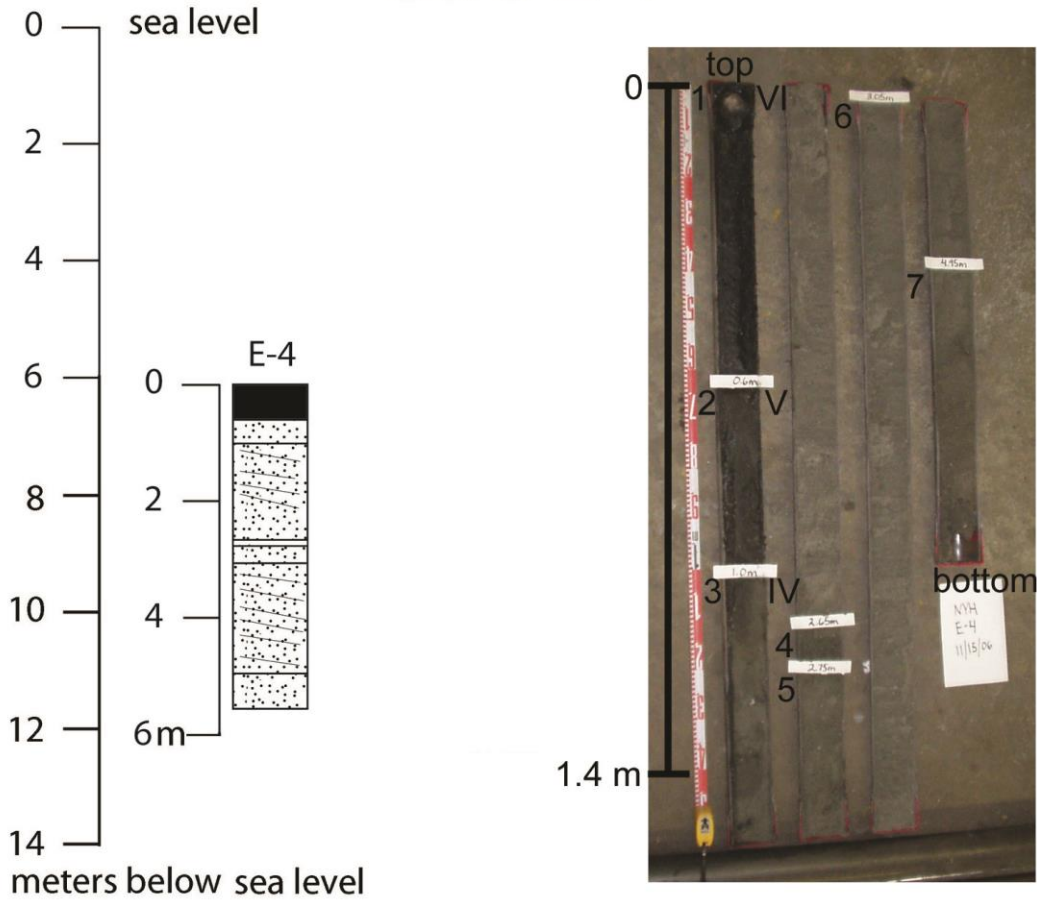 0
sea level
2
4
6
8
10
12
14
meters below sea level
E-4
0
2
4
6m
0
1.4 m
top
1
VI
0.6m
2
V
1.0m
3
IV
2.65m
4
2.75m
5
6
3.05m
4.95m
7
bottom
NYH
E-4
11/15/06